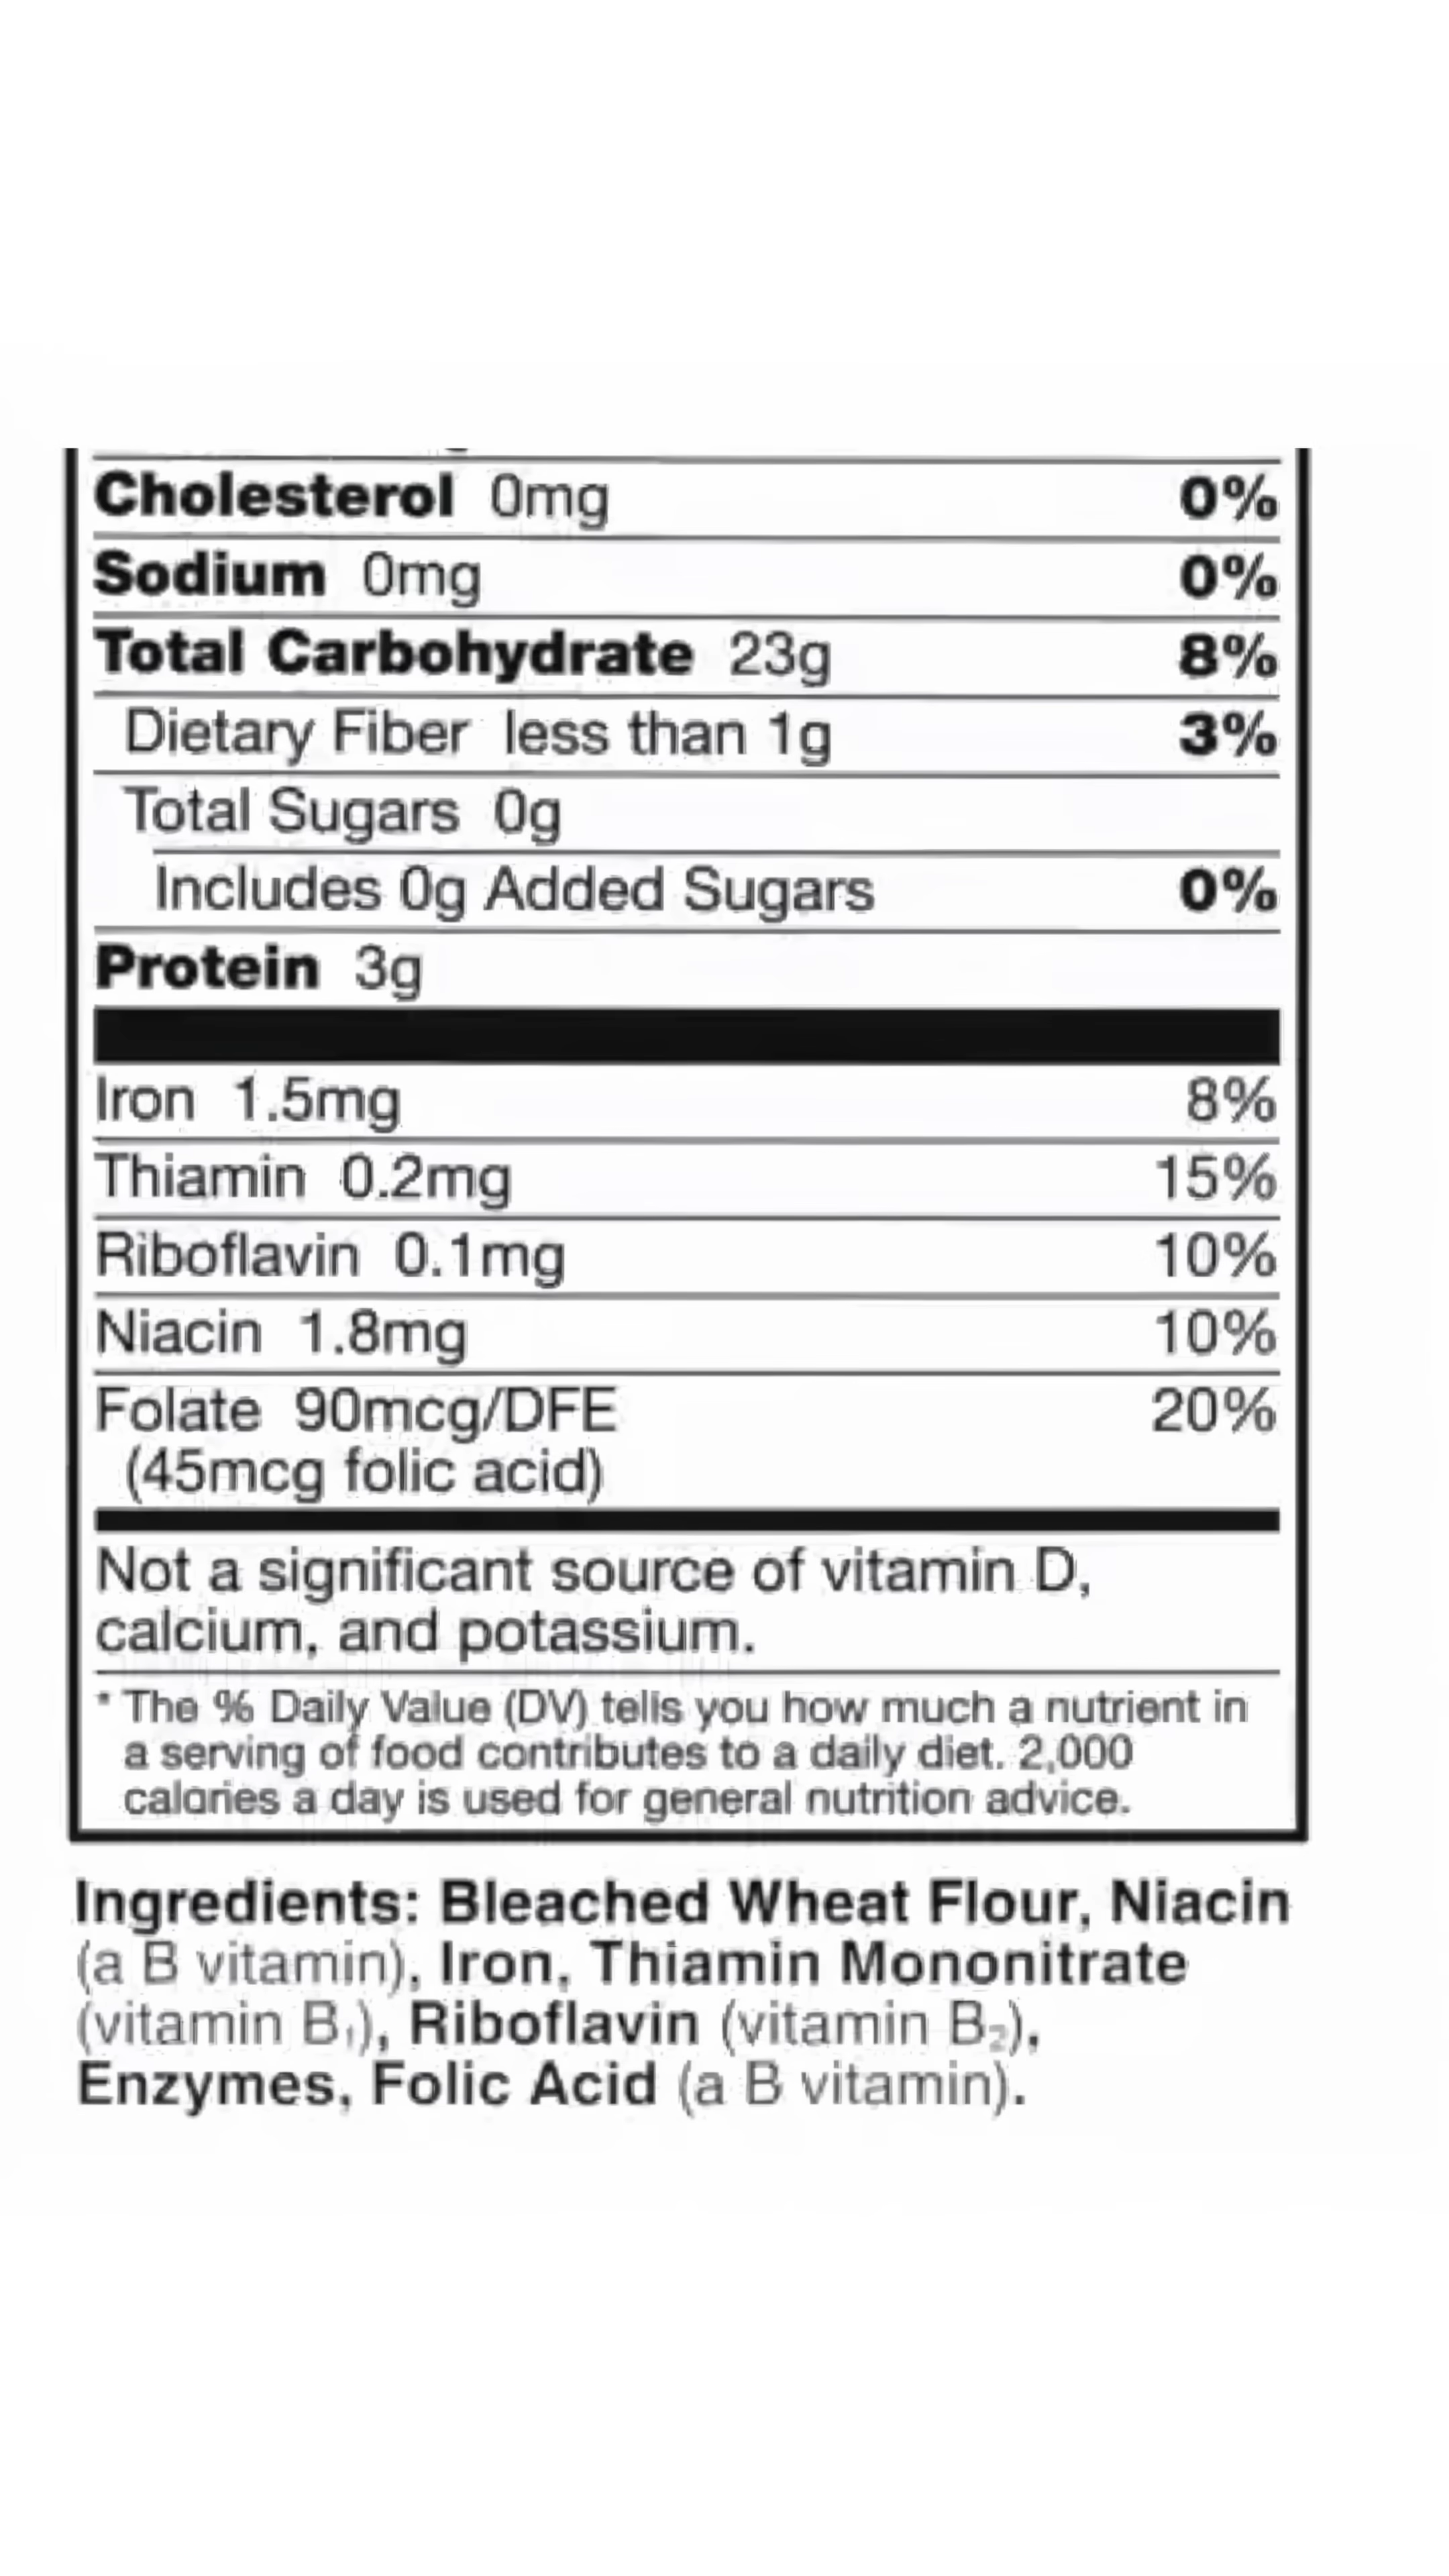 Cholesterol 0mg 0%
Sodium 0mg 0%
Total Carbohydrate 23g 8%
Dietary Fiber less than 1g 3%
Total Sugars 0g
Includes 0g Added Sugars 0%
Protein 3g
Iron 1.5mg 8%
Thiamin 0.2mg 15%
Riboflavin 0.1mg 10%
Niacin 1.8mg 10%
Folate 90mcg/DFE 20%
(45mcg folic acid)
Not a significant source of vitamin D,
calcium, and potassium.
* The % Daily Value (DV) tells you how much a nutrient in
a serving of food contributes to a daily diet. 2,000
calories a day is used for general nutrition advice.
Ingredients: Bleached Wheat Flour, Niacin
(a B vitamin), Iron, Thiamin Mononitrate
(vitamin B₁), Riboflavin (vitamin B₂),
Enzymes, Folic Acid (a B vitamin).